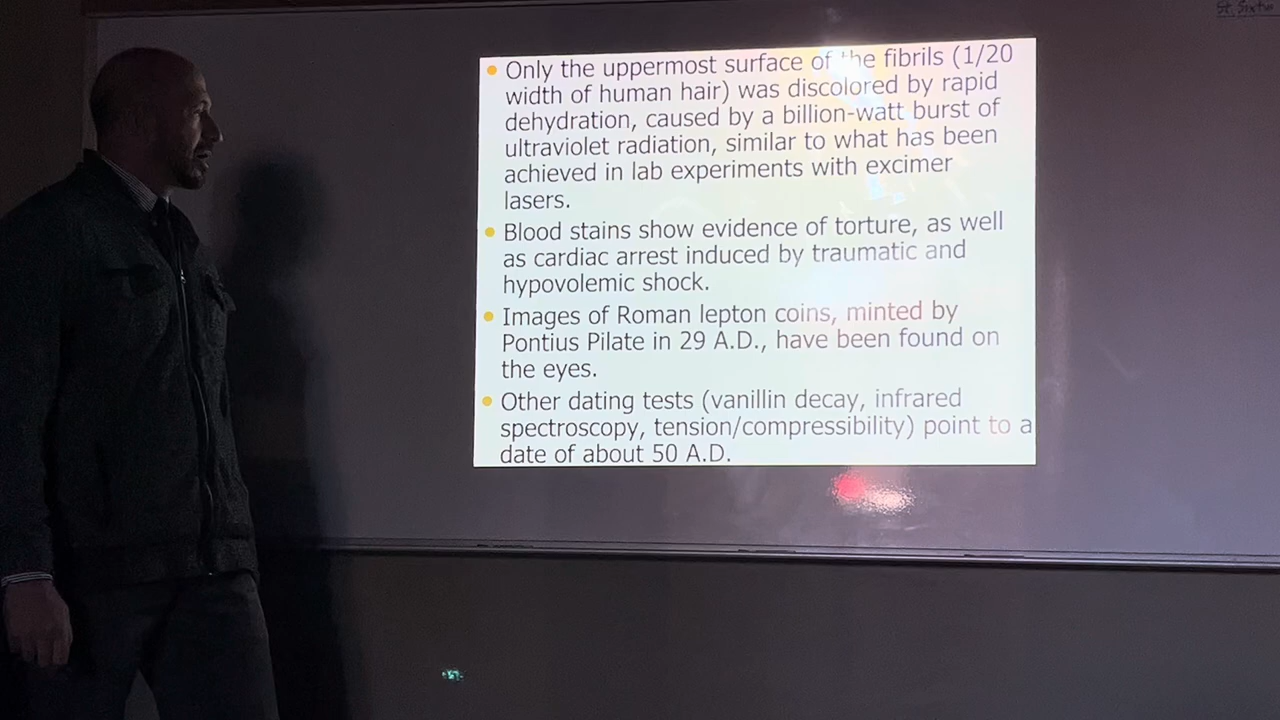 St. Sixtus
• Only the uppermost surface of the fibrils (1/20
width of human hair) was discolored by rapid
dehydration, caused by a billion-watt burst of
ultraviolet radiation, similar to what has been
achieved in lab experiments with excimer
lasers.
• Blood stains show evidence of torture, as well
as cardiac arrest induced by traumatic and
hypovolemic shock.
• Images of Roman lepton coins, minted by
Pontius Pilate in 29 A.D., have been found on
the eyes.
• Other dating tests (vanillin decay, infrared
spectroscopy, tension/compressibility) point to a
date of about 50 A.D.